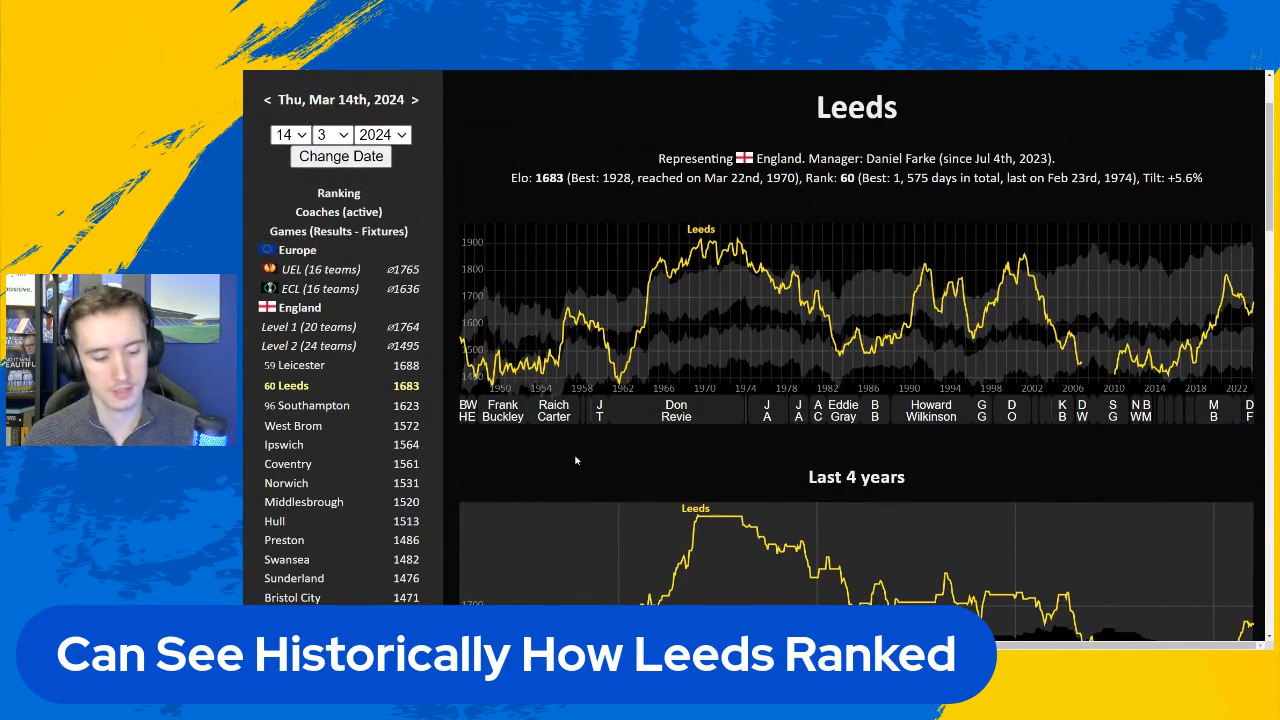 < Thu, Mar 14th, 2024 >
14 3 2024
Change Date
Ranking
Coaches (active)
Games (Results - Fixtures)
Europe
UEL (16 teams) ∅1765
ECL (16 teams) ∅1636
England
Level 1 (20 teams) ∅1764
Level 2 (24 teams) ∅1495
59 Leicester 1688
60 Leeds 1683
96 Southampton 1623
West Brom 1572
Ipswich 1564
Coventry 1561
Norwich 1531
Middlesbrough 1520
Hull 1513
Preston 1486
Swansea 1482
Sunderland 1476
Bristol City 1471
Leeds
Representing England. Manager: Daniel Farke (since Jul 4th, 2023).
Elo: 1683 (Best: 1928, reached on Mar 22nd, 1970), Rank: 60 (Best: 1, 575 days in total, last on Feb 23rd, 1974), Tilt: +5.6%
Leeds
1900
1800
1700
1600
1500
1950 1954 1958 1962 1966 1970 1974 1978 1982 1986 1990 1994 1998 2002 2006 2010 2014 2018 2022
BW Frank Raich J Don J J A Eddie B Howard G D K D S N B M D
HE Buckley Carter T Revie A A C Gray B Wilkinson G O B W G WM B F
Last 4 years
Leeds
1700
Can See Historically How Leeds Ranked